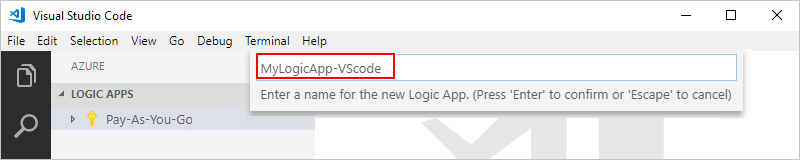 Visual Studio Code
File Edit Selection View Go Debug Terminal Help
AZURE
MyLogicApp-VScode
LOGIC APPS
Enter a name for the new Logic App. (Press 'Enter' to confirm or 'Escape' to cancel)
Pay-As-You-Go